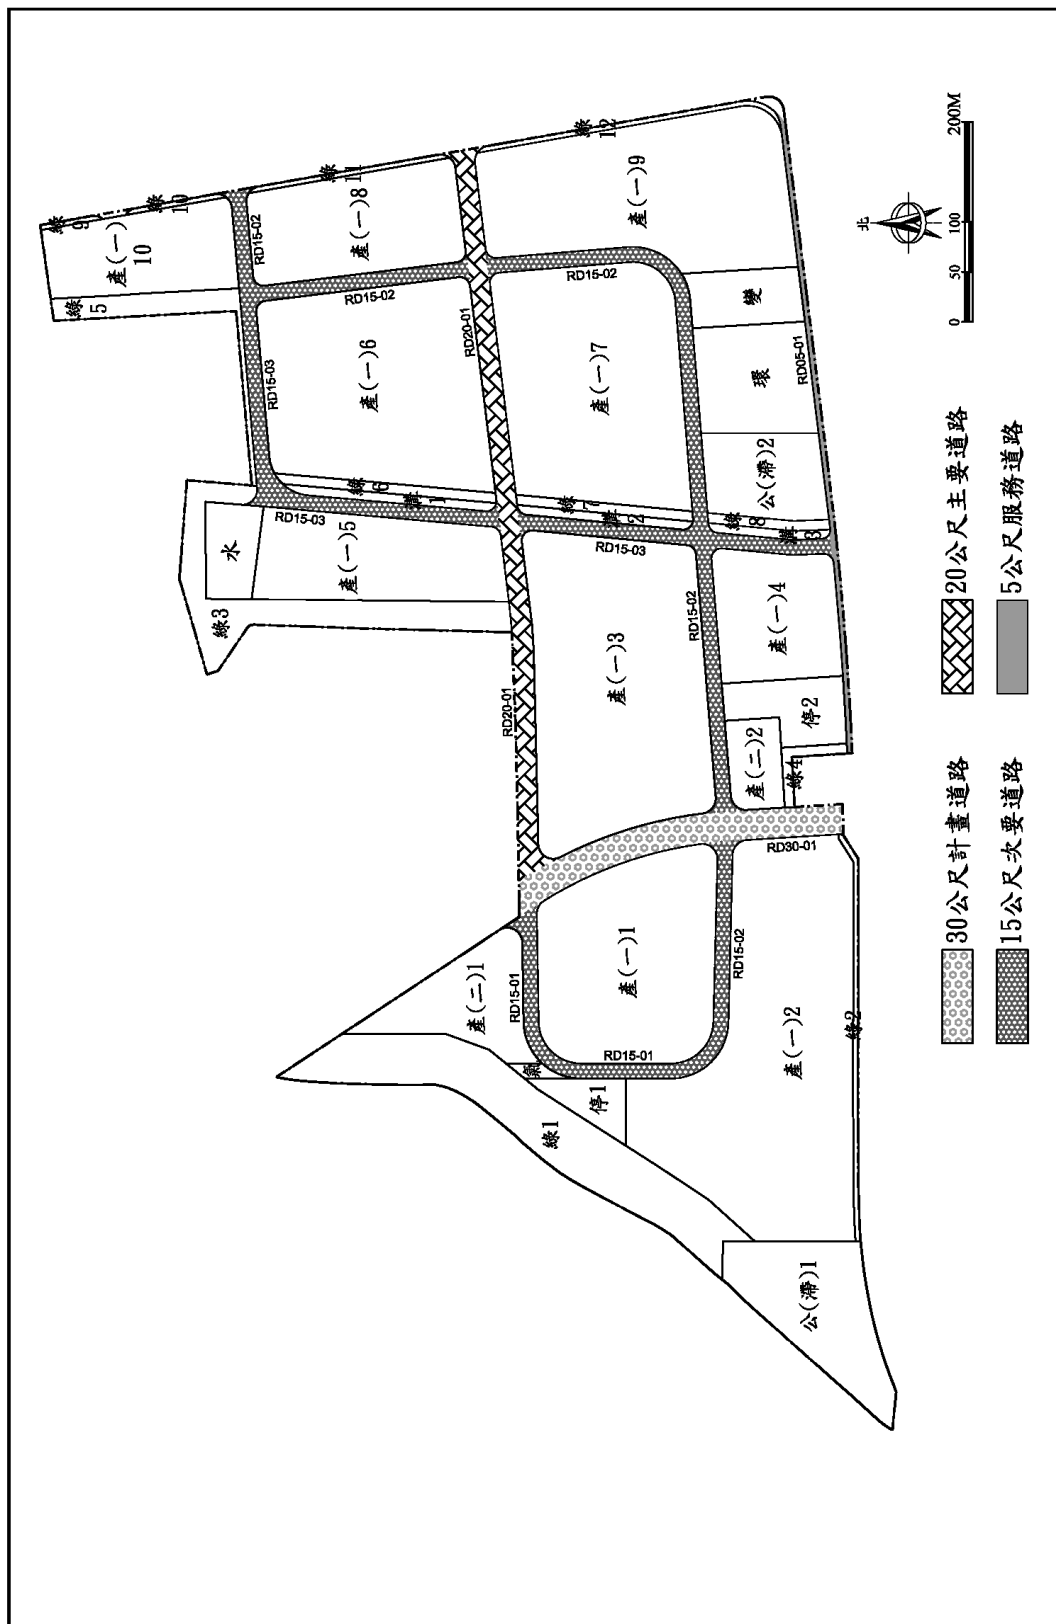 綠9
產(一)10
綠10
綠5
RD15-02
綠11
產(一)8
RD15-02
RD15-03
產(一)6
RD20-01
綠12
產(一)9
RD15-02
產(一)7
變
環
RD05-01
公(滯)2
綠6
溝1
綠7
溝2
綠8
溝3
RD15-03
水
綠3
產(一)5
RD15-03
產(一)3
RD15-02
產(一)4
RD20-01
停2
產(二)2
綠4
RD30-01
產(二)1
RD15-01
產(一)1
RD15-02
RD15-01
氣
停1
綠1
產(一)2
綠2
公(滯)1
北
0 50 100 200M
30公尺計畫道路
20公尺主要道路
15公尺次要道路
5公尺服務道路